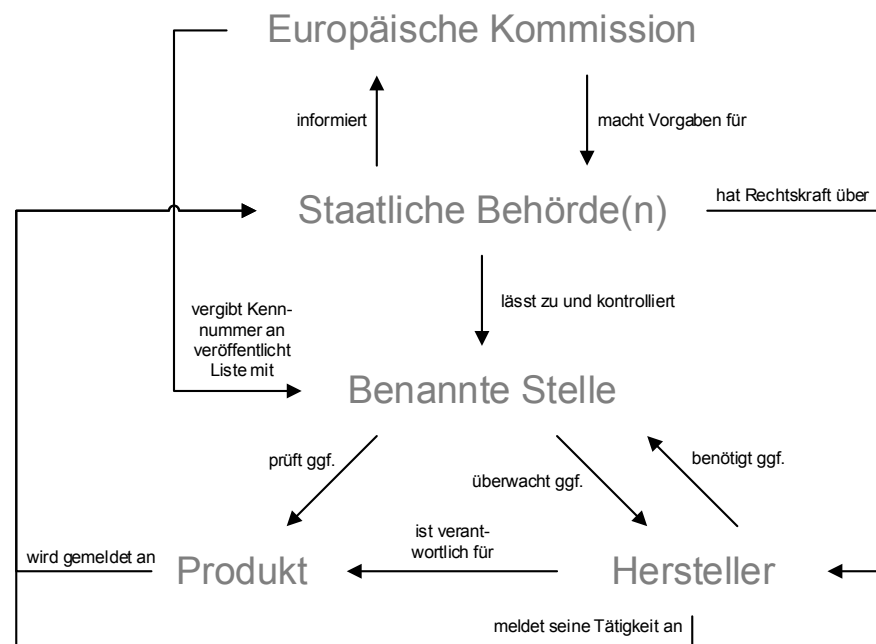 Europäische Kommission
informiert
macht Vorgaben für
Staatliche Behörde(n)
hat Rechtskraft über
lässt zu und kontrolliert
vergibt Kenn-
nummer an
veröffentlicht
Liste mit
Benannte Stelle
prüft ggf.
überwacht ggf.
benötigt ggf.
ist verant-
wortlich für
wird gemeldet an
Produkt
Hersteller
meldet seine Tätigkeit an